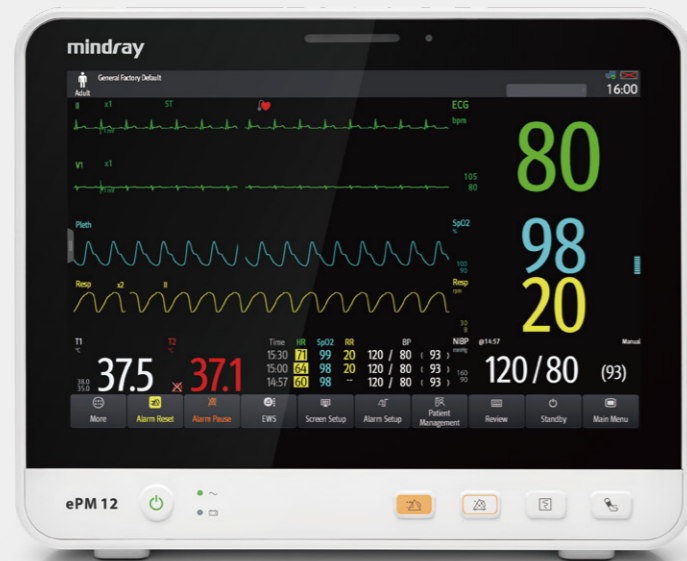 mindray
General Factory Default
Adult
16:00
II x1 ST
ECG
bpm
80
1 mV
V1 x1
105
80
1 mV
Pleth
SpO2
%
98
100
90
Resp x2 II
Resp
rpm
20
30
8
T1
°C
37.5
38.0
35.0
T2
°C
37.1
Time HR SpO2 RR BP
15:30 71 99 20 120 / 80 ( 93 )
15:00 64 98 20 120 / 80 ( 93 )
14:57 60 98 -- 120 / 80 ( 93 )
NIBP @14:57 Manual
mmHg
160
90
120 / 80 (93)
More
Alarm Reset
Alarm Pause
EWS
Screen Setup
Alarm Setup
Patient
Management
Review
Standby
Main Menu
ePM 12